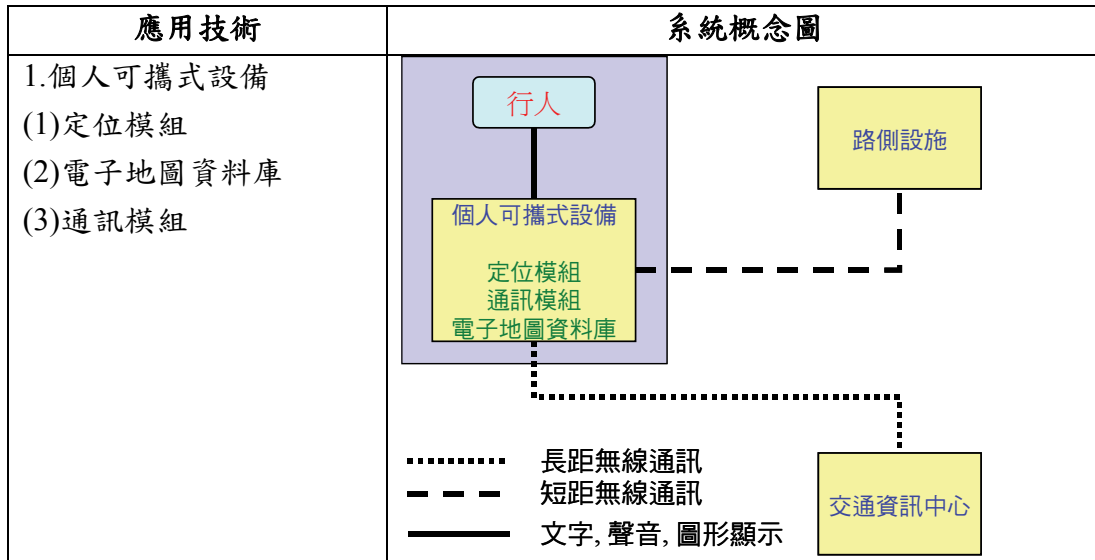 應用技術
系統概念圖
1.個人可攜式設備
(1)定位模組
(2)電子地圖資料庫
(3)通訊模組
行人
路側設施
個人可攜式設備
定位模組
通訊模組
電子地圖資料庫
長距無線通訊
短距無線通訊
文字, 聲音, 圖形顯示
交通資訊中心